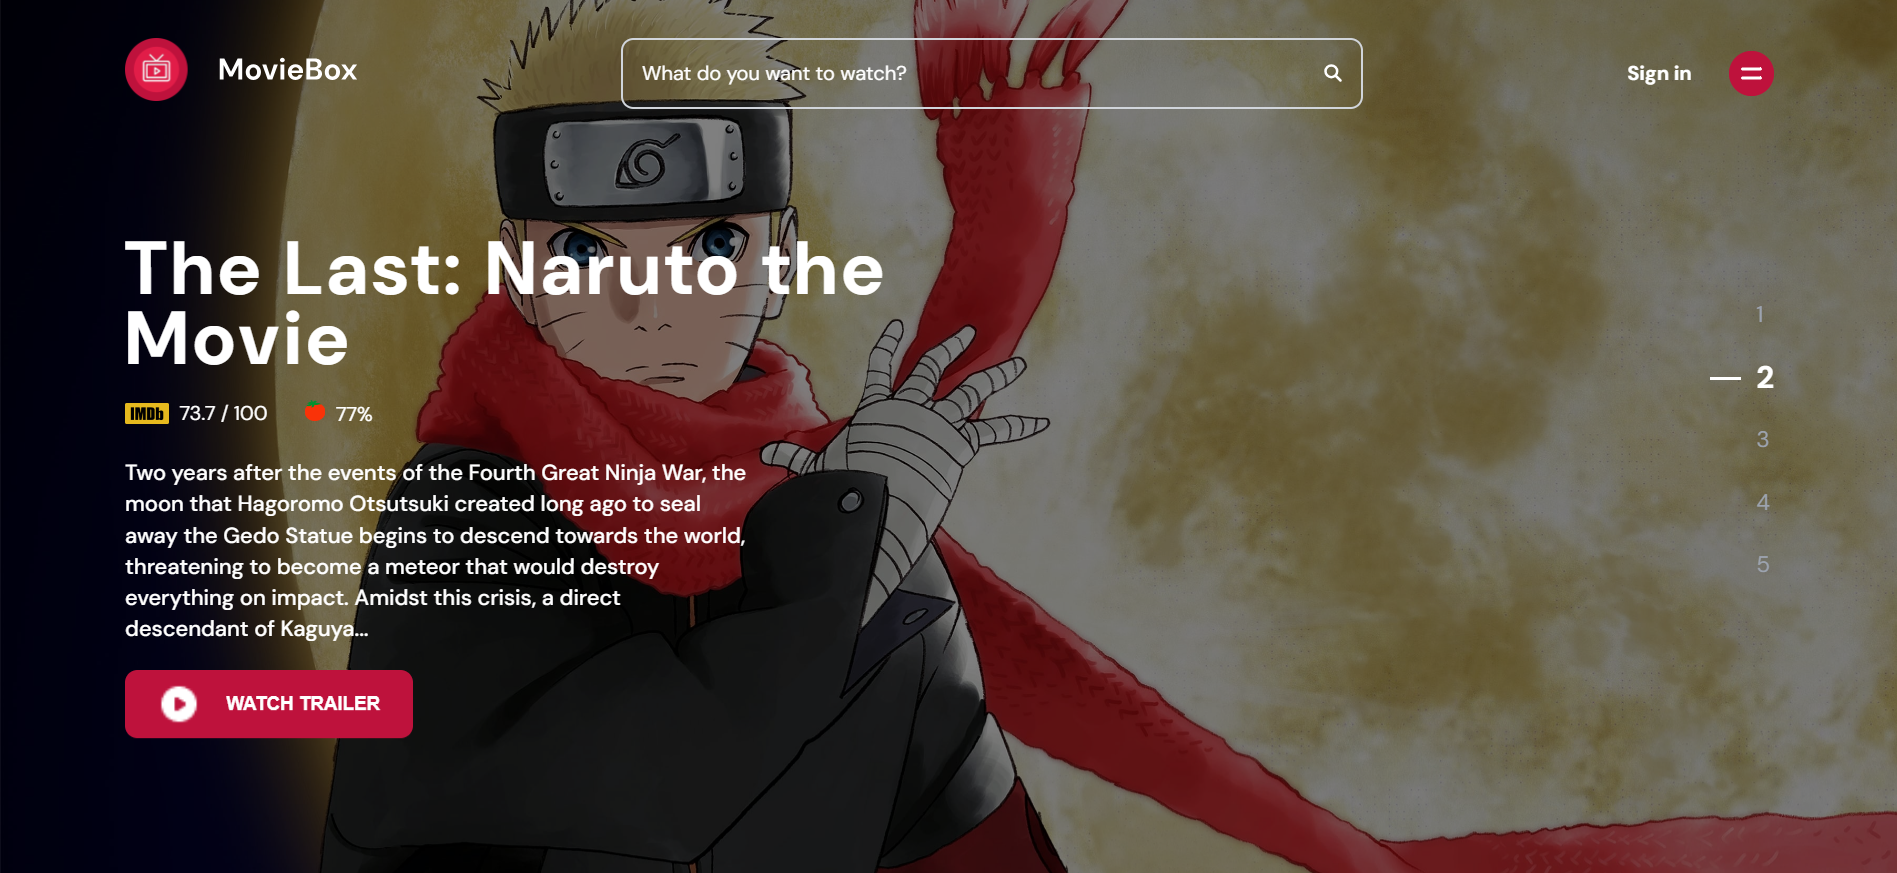 MovieBox
What do you want to watch?
Sign in
The Last: Naruto the
Movie
IMDb 73.7 / 100 77%
Two years after the events of the Fourth Great Ninja War, the
moon that Hagoromo Otsutsuki created long ago to seal
away the Gedo Statue begins to descend towards the world,
threatening to become a meteor that would destroy
everything on impact. Amidst this crisis, a direct
descendant of Kaguya...
WATCH TRAILER
1
2
3
4
5